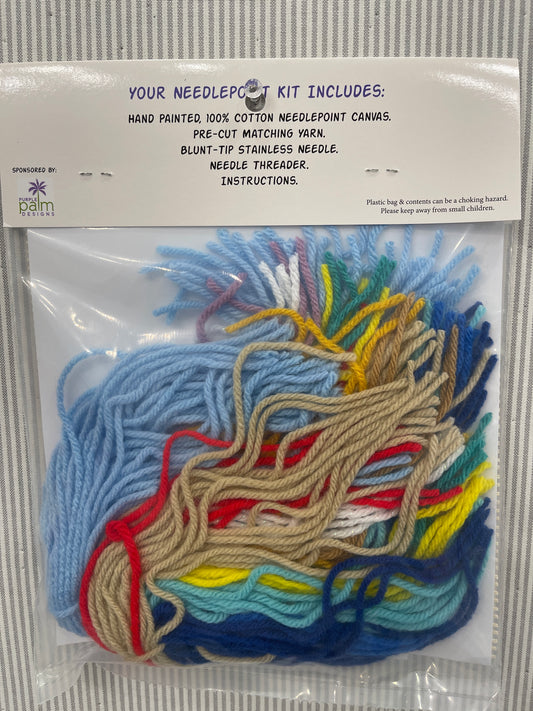 YOUR NEEDLEPOINT KIT INCLUDES:
HAND PAINTED, 100% COTTON NEEDLEPOINT CANVAS.
PRE-CUT MATCHING YARN.
BLUNT-TIP STAINLESS NEEDLE.
NEEDLE THREADER.
INSTRUCTIONS.
SPONSORED BY:
PURPLE
palm
DESIGNS
Plastic bag & contents can be a choking hazard.
Please keep away from small children.